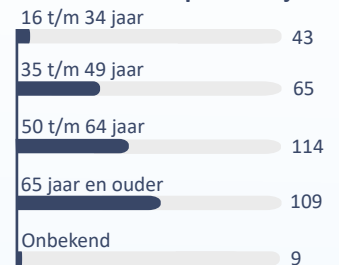 16 t/m 34 jaar
43
35 t/m 49 jaar
65
50 t/m 64 jaar
114
65 jaar en ouder
109
Onbekend
9